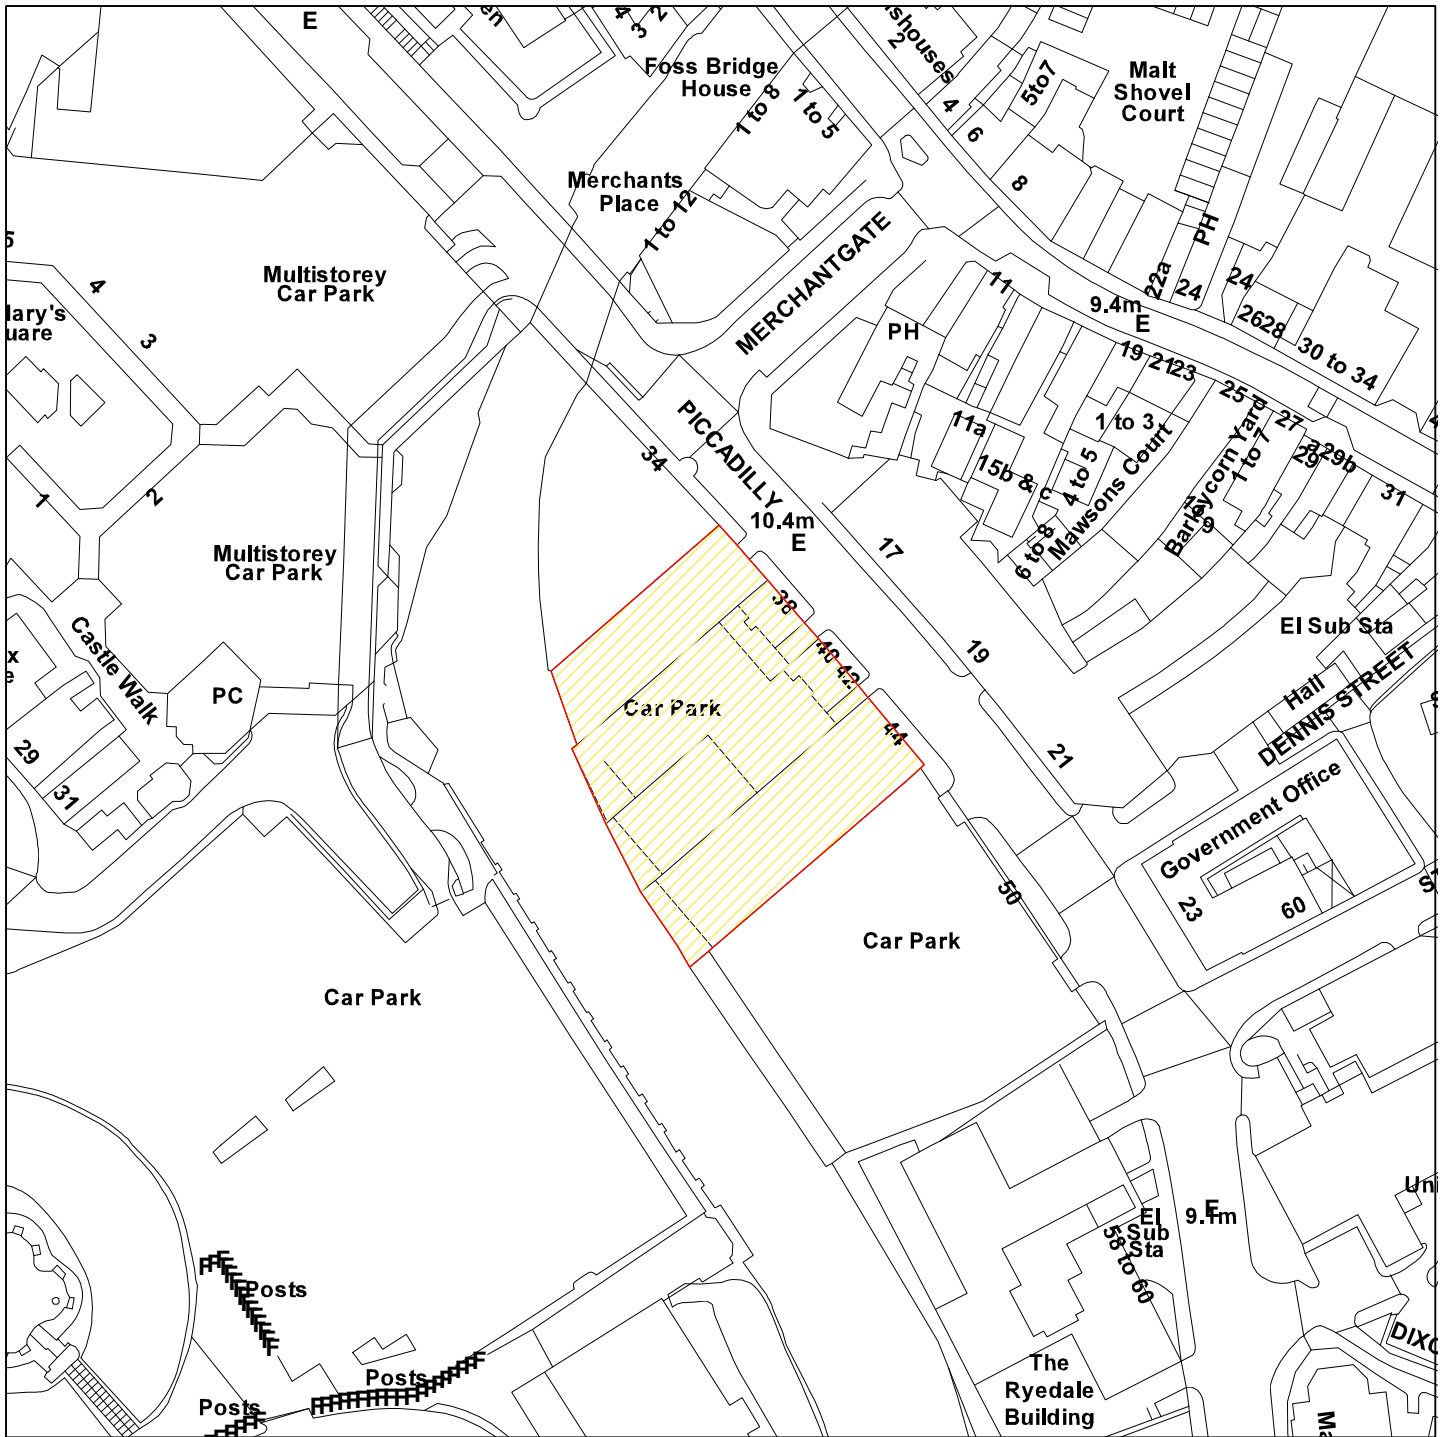 E
4
3
2
2
Foss Bridge
House
1 to 8
1 to 5
4
6
8
5to7
Malt
Shovel
Court
Merchants
Place
1 to 12
MERCHANTGATE
PH
22a
24
24
2628
30 to 34
9.4m
E
5
4
3
Multistorey
Car Park
uare
1
2
PH
11
11a
15b & c
19
21
23
1 to 3
4 to 5
6 to 8
Mawsons Court
25
Barleycorn Yard
1 to 7
27
29
a
29b
31
PICCADILLY
34
10.4m
E
17
19
21
Multistorey
Car Park
Castle Walk
PC
29
31
38
40
42
44
Car Park
El Sub Sta
Hall
DENNIS STREET
Government Office
23
60
50
Car Park
Car Park
El
Sub
Sta
9.1m
E
58 to 60
Posts
Posts
Posts
The
Ryedale
Building